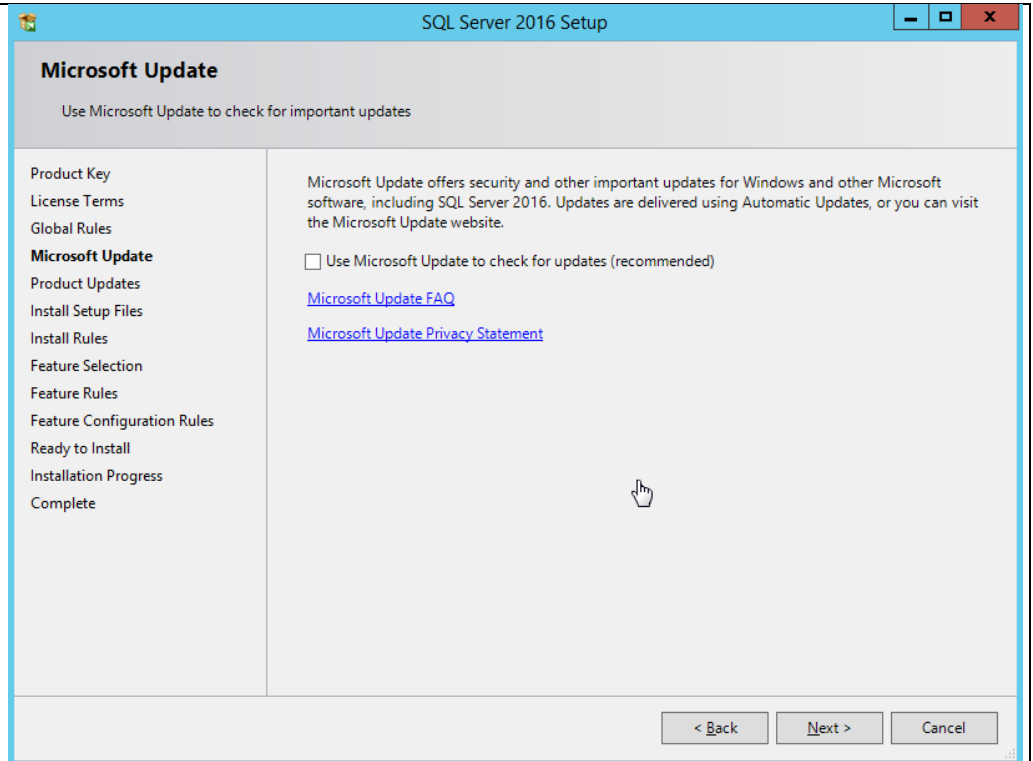 SQL Server 2016 Setup
Microsoft Update
Use Microsoft Update to check for important updates
Product Key
License Terms
Global Rules
Microsoft Update
Product Updates
Install Setup Files
Install Rules
Feature Selection
Feature Rules
Feature Configuration Rules
Ready to Install
Installation Progress
Complete
Microsoft Update offers security and other important updates for Windows and other Microsoft
software, including SQL Server 2016. Updates are delivered using Automatic Updates, or you can visit
the Microsoft Update website.
Use Microsoft Update to check for updates (recommended)
Microsoft Update FAQ
Microsoft Update Privacy Statement
< Back
Next >
Cancel